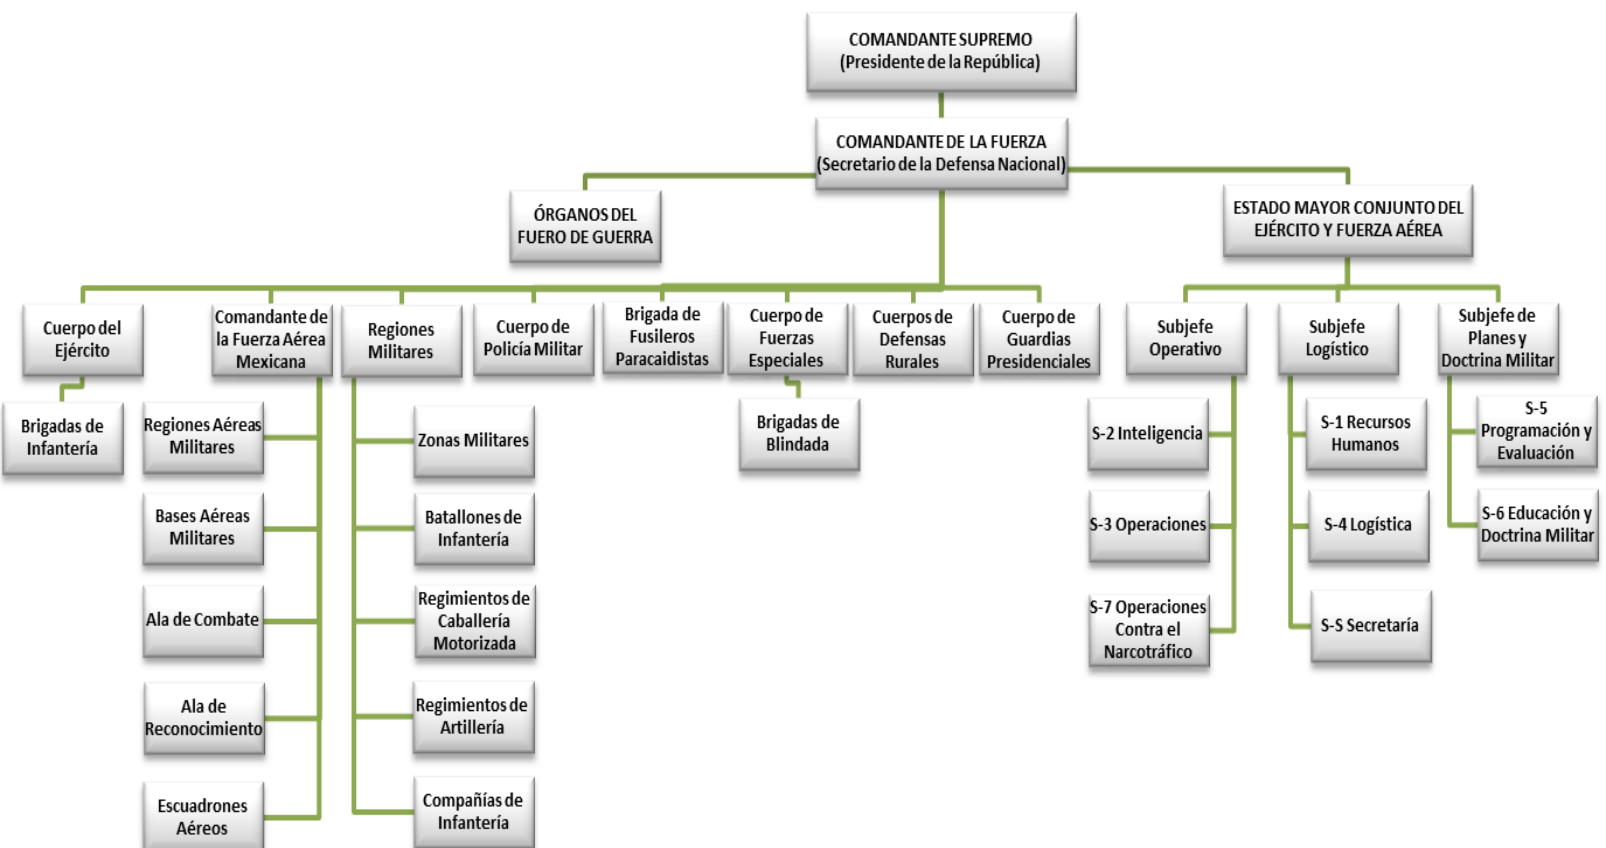 COMANDANTE SUPREMO
(Presidente de la República)
COMANDANTE DE LA FUERZA
(Secretario de la Defensa Nacional)
ÓRGANOS DEL
FUERO DE GUERRA
ESTADO MAYOR CONJUNTO DEL
EJÉRCITO Y FUERZA AÉREA
Cuerpo del
Ejército
Comandante de
la Fuerza Aérea
Mexicana
Regiones
Militares
Cuerpo de
Policía Militar
Brigada de
Fusileros
Paracaidistas
Cuerpo de
Fuerzas
Especiales
Cuerpos de
Defensas
Rurales
Cuerpo de
Guardias
Presidenciales
Subjefe
Operativo
Subjefe
Logístico
Subjefe de
Planes y
Doctrina Militar
Brigadas de
Infantería
Regiones Aéreas
Militares
Bases Aéreas
Militares
Ala de Combate
Ala de
Reconocimiento
Escuadrones
Aéreos
Zonas Militares
Batallones de
Infantería
Regimientos de
Caballería
Motorizada
Regimientos de
Artillería
Compañías de
Infantería
Brigadas de
Blindada
S-2 Inteligencia
S-3 Operaciones
S-7 Operaciones
Contra el
Narcotráfico
S-1 Recursos
Humanos
S-4 Logística
S-S Secretaría
S-5
Programación y
Evaluación
S-6 Educación y
Doctrina Militar